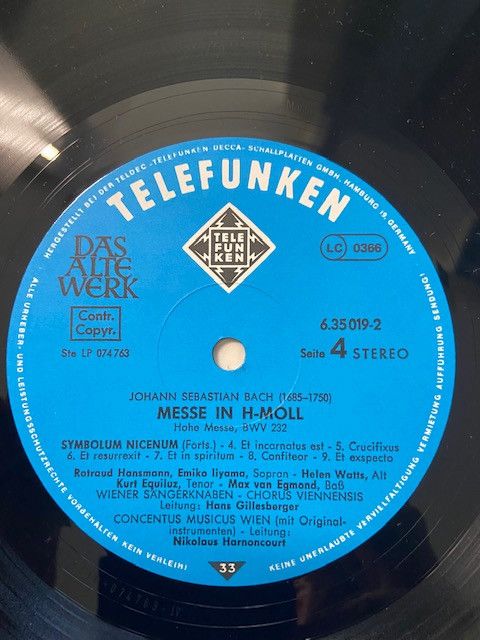 HERGESTELLT BEI DER TELDEC »TELEFUNKEN DECCA« SCHALLPLATTEN GMBH, HAMBURG 19, GERMANY
TELEFUNKEN
TELE
FUN
KEN
DAS
ALTE
WERK
LC 0366
Contr.
Copyr.
Ste. LP 074763
6.35019-2
Seite 4 STEREO
JOHANN SEBASTIAN BACH (1685–1750)
MESSE IN H-MOLL
Hohe Messe, BWV 232
SYMBOLUM NICENUM (Forts.) - 4. Et incarnatus est - 5. Crucifixus
6. Et resurrexit - 7. Et in spiritum - 8. Confiteor - 9. Et exspecto
Rotraud Hansmann, Emiko Iiyama, Sopran - Helen Watts, Alt
Kurt Equiluz, Tenor - Max van Egmond, Baß
WIENER SÄNGERKNABEN - CHORUS VIENNENSIS
Leitung: Hans Gillesberger
CONCENTUS MUSICUS WIEN (mit Original-
instrumenten) - Leitung:
Nikolaus Harnoncourt
33
ALLE URHEBER- UND LEISTUNGSSCHUTZRECHTE VORBEHALTEN KEIN VERLEIH!
KEINE UNERLAUBTE VERVIELFÄLTIGUNG VERMIETUNG AUFFÜHRUNG SENDUNG!